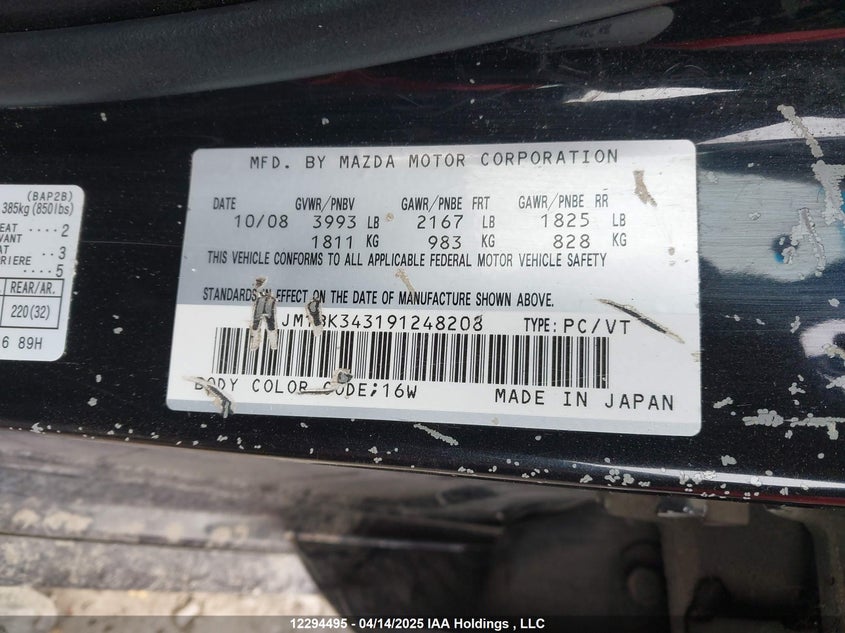 MFD. BY MAZDA MOTOR CORPORATION
DATE GVWR/PNBV GAWR/PNBE FRT GAWR/PNBE RR
10/08 3993 LB 2167 LB 1825 LB
1811 KG 983 KG 828 KG
THIS VEHICLE CONFORMS TO ALL APPLICABLE FEDERAL MOTOR VEHICLE SAFETY
STANDARDS IN EFFECT ON THE DATE OF MANUFACTURE SHOWN ABOVE.
TYPE: PC/VT
BODY COLOR CODE;16W MADE IN JAPAN
(BAP2B)
385kg (850lbs)
2
3
5
REAR/AR.
220(32)
6 89H
12294495 - 04/14/2025 IAA Holdings , LLC